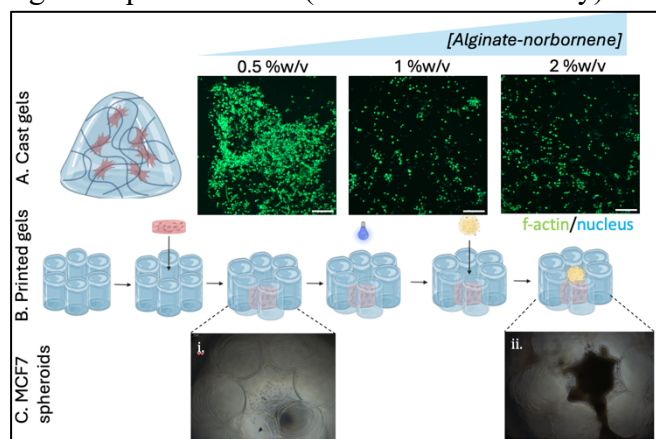 [Alginate-norbornene]
0.5 %w/v
1 %w/v
2 %w/v
A. Cast gels
f-actin/nucleus
B. Printed gels
C. MCF7
spheroids
i.
ii.